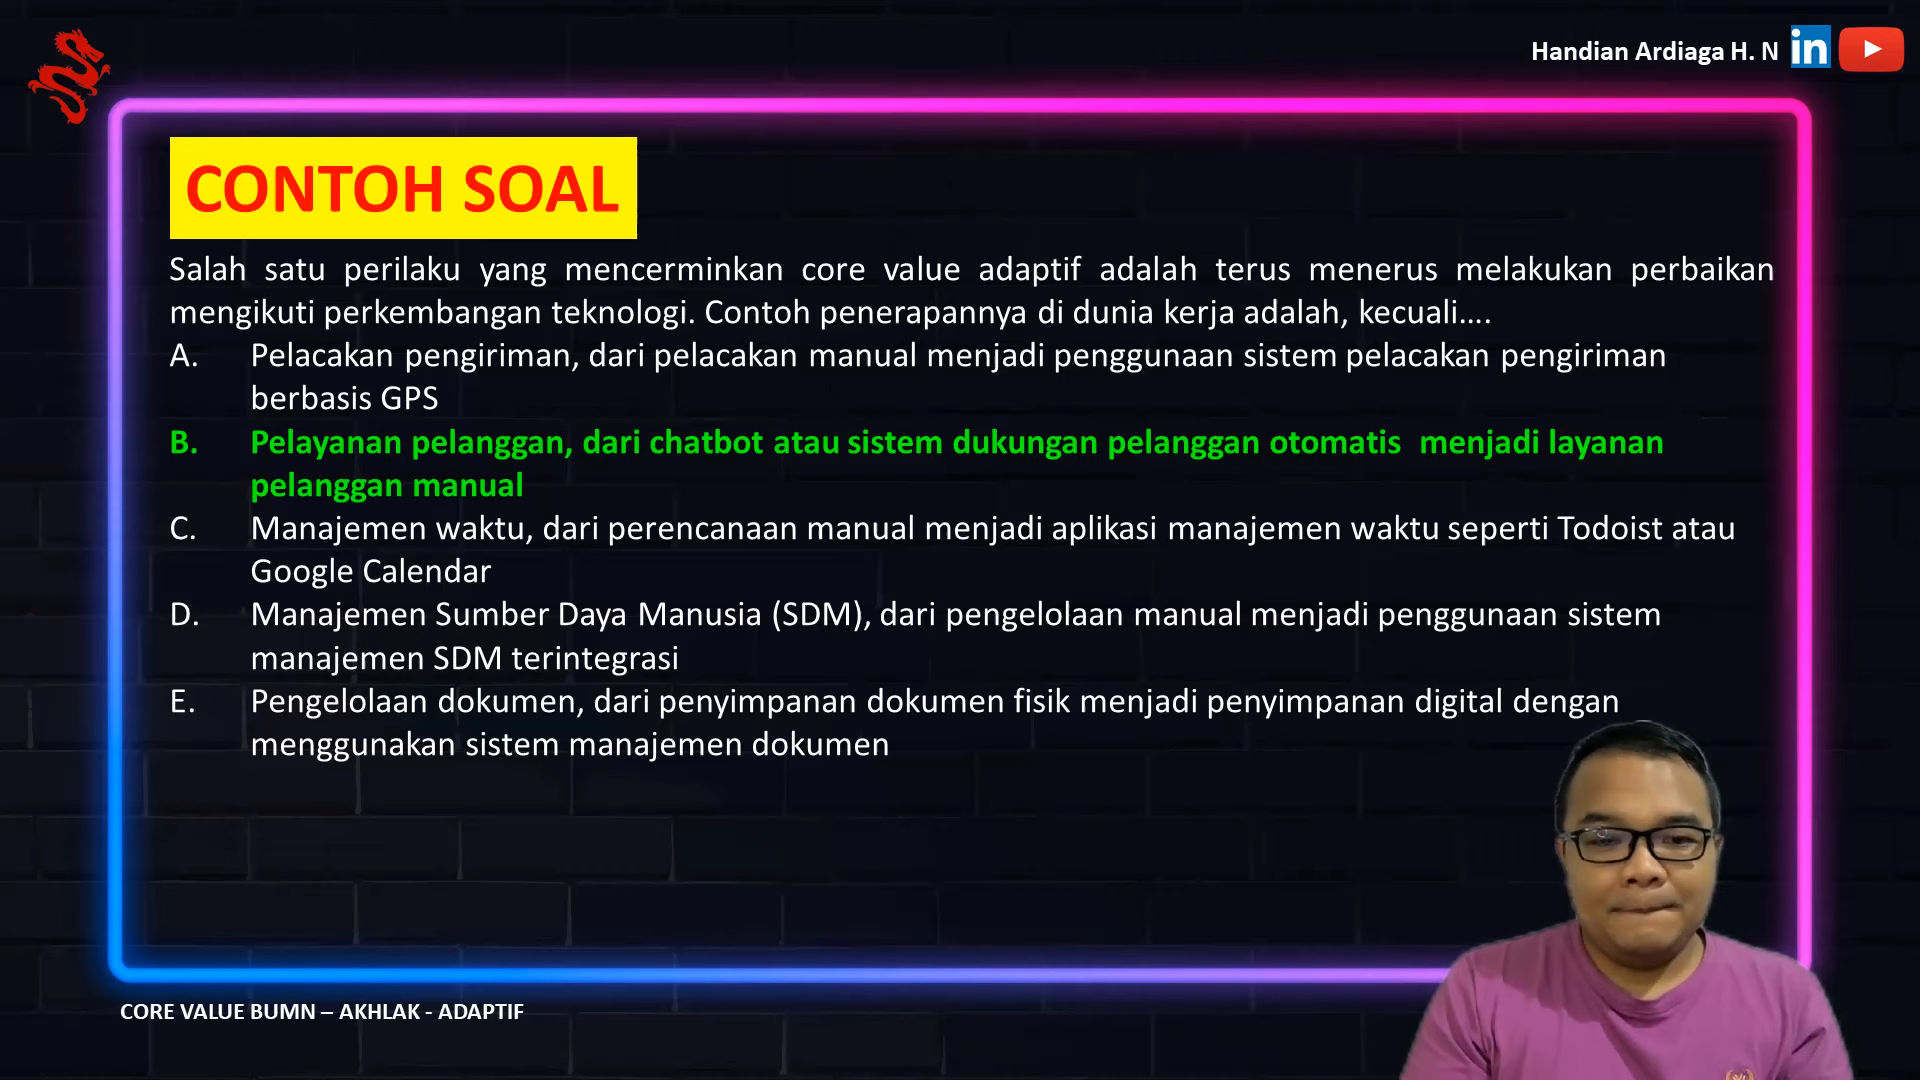 Handian Ardiaga H. N
in
CONTOH SOAL
Salah satu perilaku yang mencerminkan core value adaptif adalah terus menerus melakukan perbaikan
mengikuti perkembangan teknologi. Contoh penerapannya di dunia kerja adalah, kecuali....
A. Pelacakan pengiriman, dari pelacakan manual menjadi penggunaan sistem pelacakan pengiriman
berbasis GPS
B. Pelayanan pelanggan, dari chatbot atau sistem dukungan pelanggan otomatis menjadi layanan
pelanggan manual
C. Manajemen waktu, dari perencanaan manual menjadi aplikasi manajemen waktu seperti Todoist atau
Google Calendar
D. Manajemen Sumber Daya Manusia (SDM), dari pengelolaan manual menjadi penggunaan sistem
manajemen SDM terintegrasi
E. Pengelolaan dokumen, dari penyimpanan dokumen fisik menjadi penyimpanan digital dengan
menggunakan sistem manajemen dokumen
CORE VALUE BUMN – AKHLAK - ADAPTIF